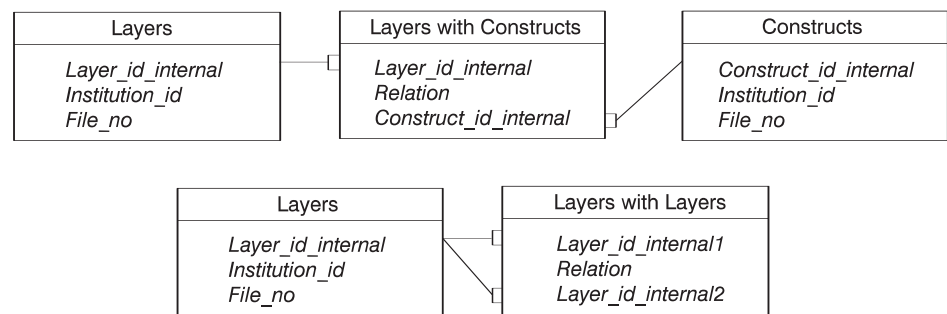 Layers
Layer_id_internal
Institution_id
File_no
Layers with Constructs
Layer_id_internal
Relation
Construct_id_internal
Constructs
Construct_id_internal
Institution_id
File_no
Layers
Layer_id_internal
Institution_id
File_no
Layers with Layers
Layer_id_internal1
Relation
Layer_id_internal2